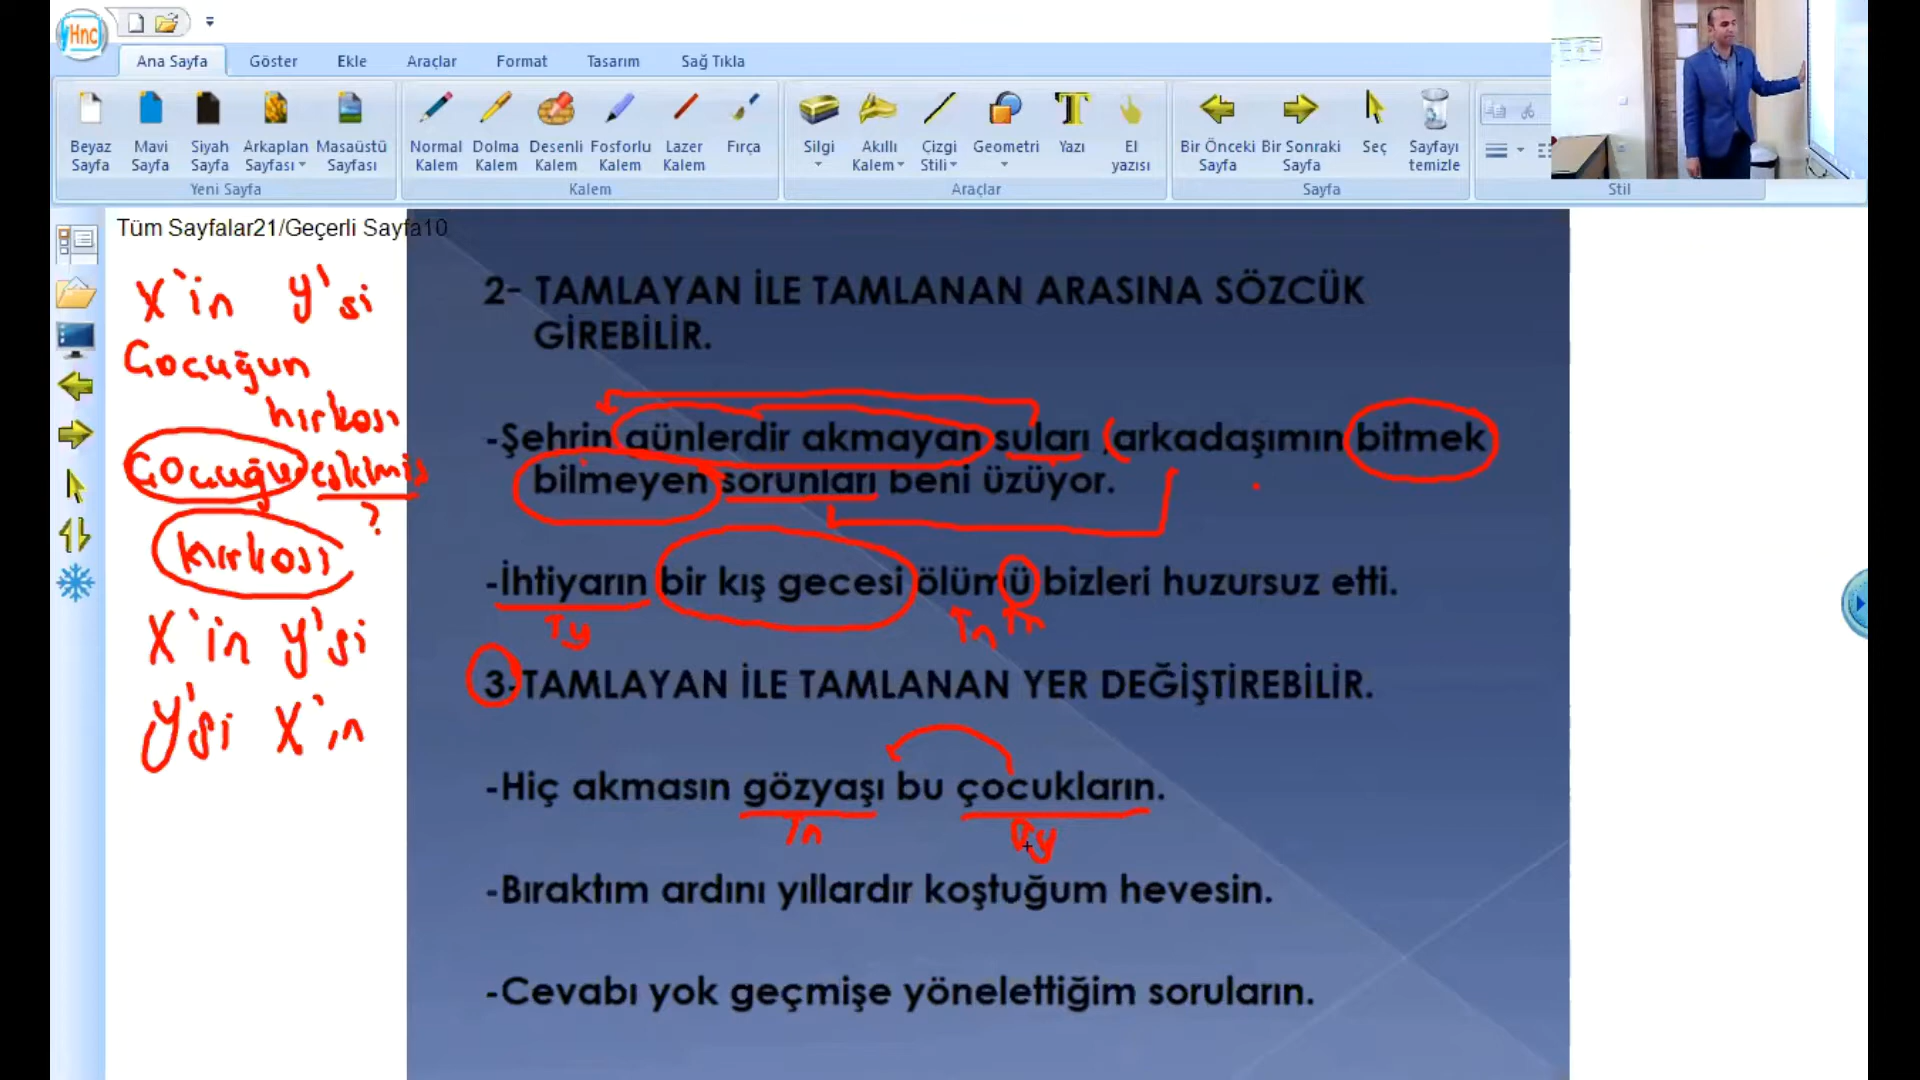 Ana Sayfa Göster Ekle Araçlar Format Tasarım Sağ Tıkla
Beyaz Sayfa
Mavi Sayfa
Siyah Sayfa
Arkaplan Sayfası
Masaüstü Sayfası
Yeni Sayfa
Normal Kalem
Dolma Kalem
Desenli Kalem
Fosforlu Kalem
Lazer Kalem
Fırça
Kalem
Silgi
Akıllı Kalem
Çizgi Stili
Geometri
Yazı
El yazısı
Araçlar
Bir Önceki Sayfa
Bir Sonraki Sayfa
Seç
Sayfayı temizle
Sayfa
Stil
Tüm Sayfalar21/Geçerli Sayfa10
X'in Y'si
Çocuğun
hırkası
Çocuğu eskimiş
?
hırkası
X'in Y'si
Y'si X'in
2- TAMLAYAN İLE TAMLANAN ARASINA SÖZCÜK
GİREBİLİR.
-Şehrin günlerdir akmayan suları ,arkadaşımın bitmek
bilmeyen sorunları beni üzüyor.
-İhtiyarın bir kış gecesi ölümü bizleri huzursuz etti.
Ty Tn
3-TAMLAYAN İLE TAMLANAN YER DEĞİŞTİREBİLİR.
-Hiç akmasın gözyaşı bu çocukların.
Tn Ty
-Bıraktım ardını yıllardır koştuğum hevesin.
-Cevabı yok geçmişe yönelettiğim soruların.